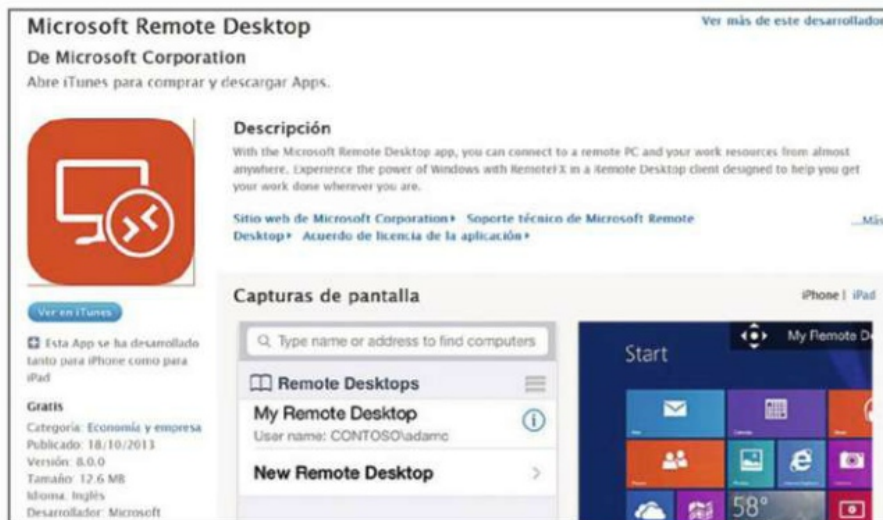 Microsoft Remote Desktop
Ver más de este desarrollador
De Microsoft Corporation
Abre iTunes para comprar y descargar Apps.
Descripción
With the Microsoft Remote Desktop app, you can connect to a remote PC and your work resources from almost
anywhere. Experience the power of Windows with RemoteFX in a Remote Desktop client designed to help you get
your work done wherever you are.
Sitio web de Microsoft Corporation
Soporte técnico de Microsoft Remote
Desktop
Acuerdo de licencia de la aplicación
...Más
Ver en iTunes
Esta App se ha desarrollado
tanto para iPhone como para
iPad
Gratis
Categoría: Economía y empresa
Publicado: 18/10/2013
Versión: 8.0.0
Tamaño: 12.6 MB
Idioma: Inglés
Desarrollador: Microsoft
Capturas de pantalla
iPhone | iPad
Type name or address to find computers
Remote Desktops
My Remote Desktop
User name: CONTOSO\adamc
New Remote Desktop
My Remote D
Start
58°